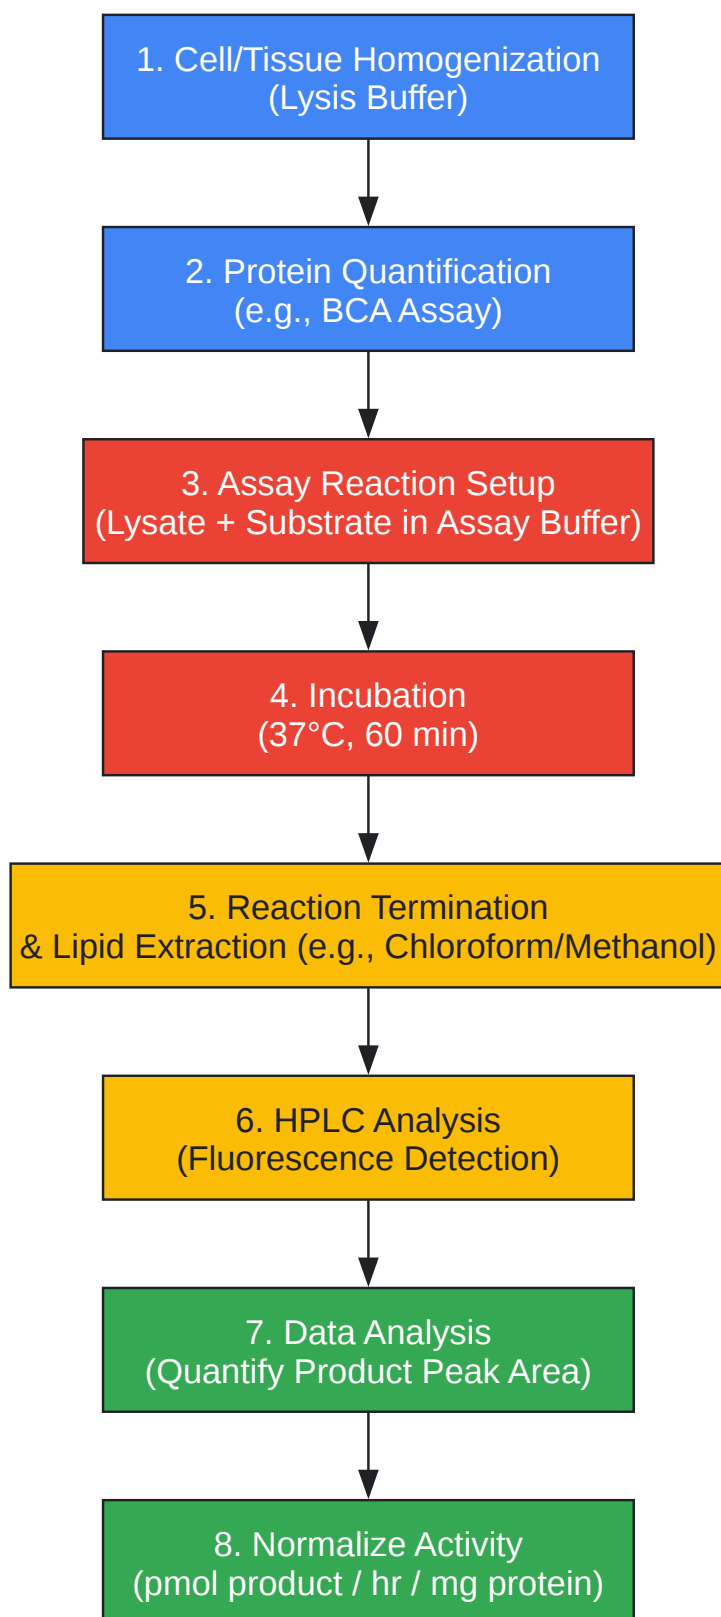 1. Cell/Tissue Homogenization
(Lysis Buffer)
2. Protein Quantification
(e.g., BCA Assay)
3. Assay Reaction Setup
(Lysate + Substrate in Assay Buffer)
4. Incubation
(37°C, 60 min)
5. Reaction Termination
& Lipid Extraction (e.g., Chloroform/Methanol)
6. HPLC Analysis
(Fluorescence Detection)
7. Data Analysis
(Quantify Product Peak Area)
8. Normalize Activity
(pmol product / hr / mg protein)